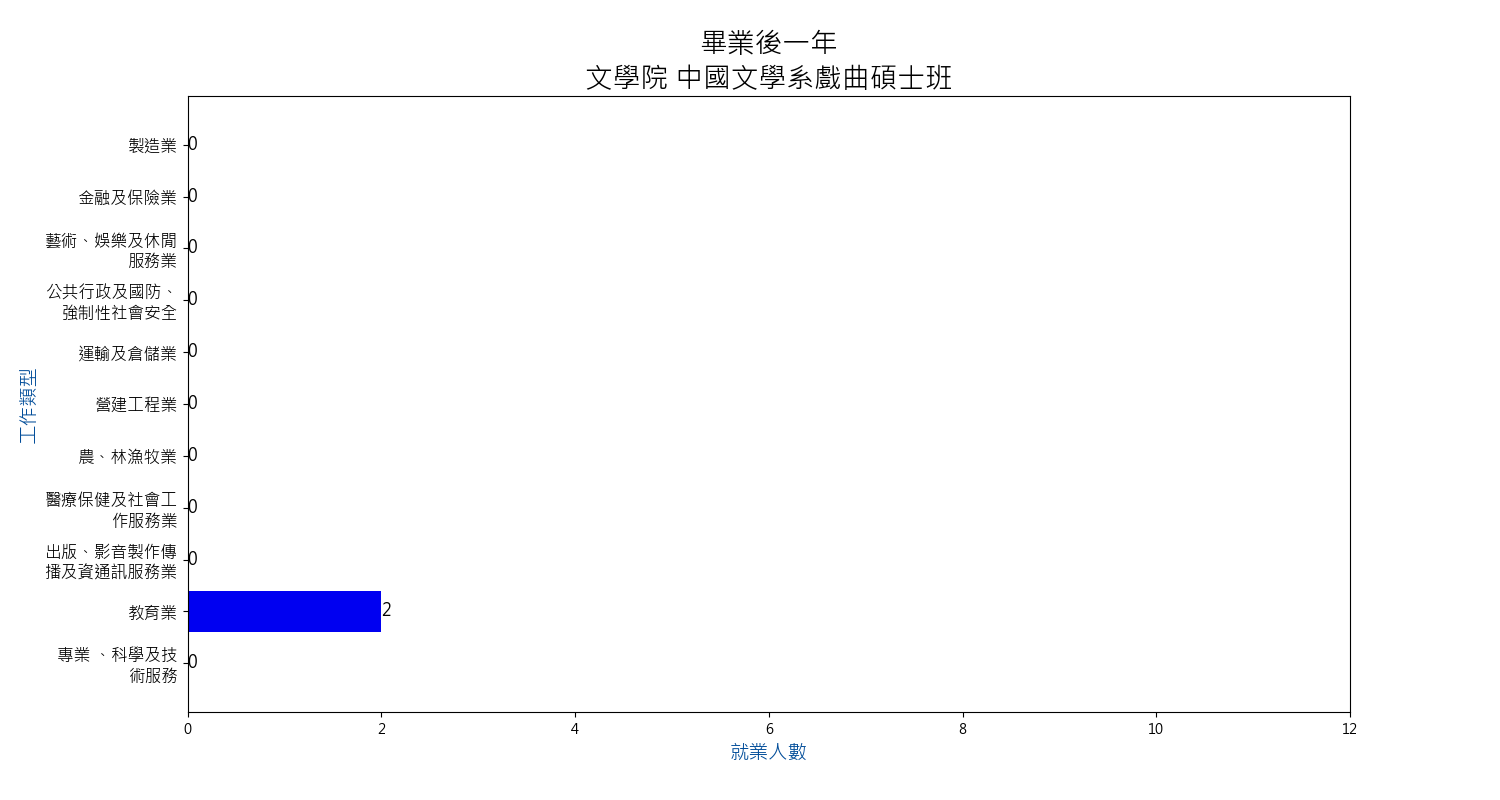 畢業後一年
文學院 中國文學系戲曲碩士班
製造業
0
金融及保險業
0
藝術、娛樂及休閒
服務業
0
公共行政及國防、
強制性社會安全
0
運輸及倉儲業
0
營建工程業
0
農、林漁牧業
0
醫療保健及社會工
作服務業
0
出版、影音製作傳
播及資通訊服務業
0
教育業
2
專業 、科學及技
術服務
0
工作類型
0 2 4 6 8 10 12
就業人數